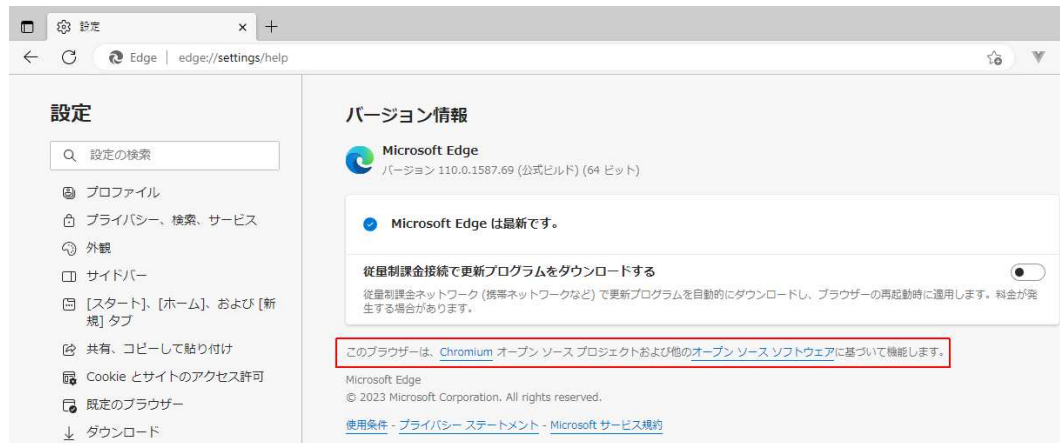 設定
Edge | edge://settings/help
設定
設定の検索
プロファイル
プライバシー、検索、サービス
外観
サイドバー
[スタート]、[ホーム]、および [新
規] タブ
共有、コピーして貼り付け
Cookie とサイトのアクセス許可
既定のブラウザー
ダウンロード
バージョン情報
Microsoft Edge
バージョン 110.0.1587.69 (公式ビルド) (64 ビット)
Microsoft Edge は最新です。
従量制課金接続で更新プログラムをダウンロードする
従量制課金ネットワーク (携帯ネットワークなど) で更新プログラムを自動的にダウンロードし、ブラウザーの再起動時に適用します。料金が発
生する場合があります。
このブラウザーは、Chromium オープン ソース プロジェクトおよび他のオープン ソース ソフトウェアに基づいて機能します。
Microsoft Edge
© 2023 Microsoft Corporation. All rights reserved.
使用条件 - プライバシー ステートメント - Microsoft サービス規約